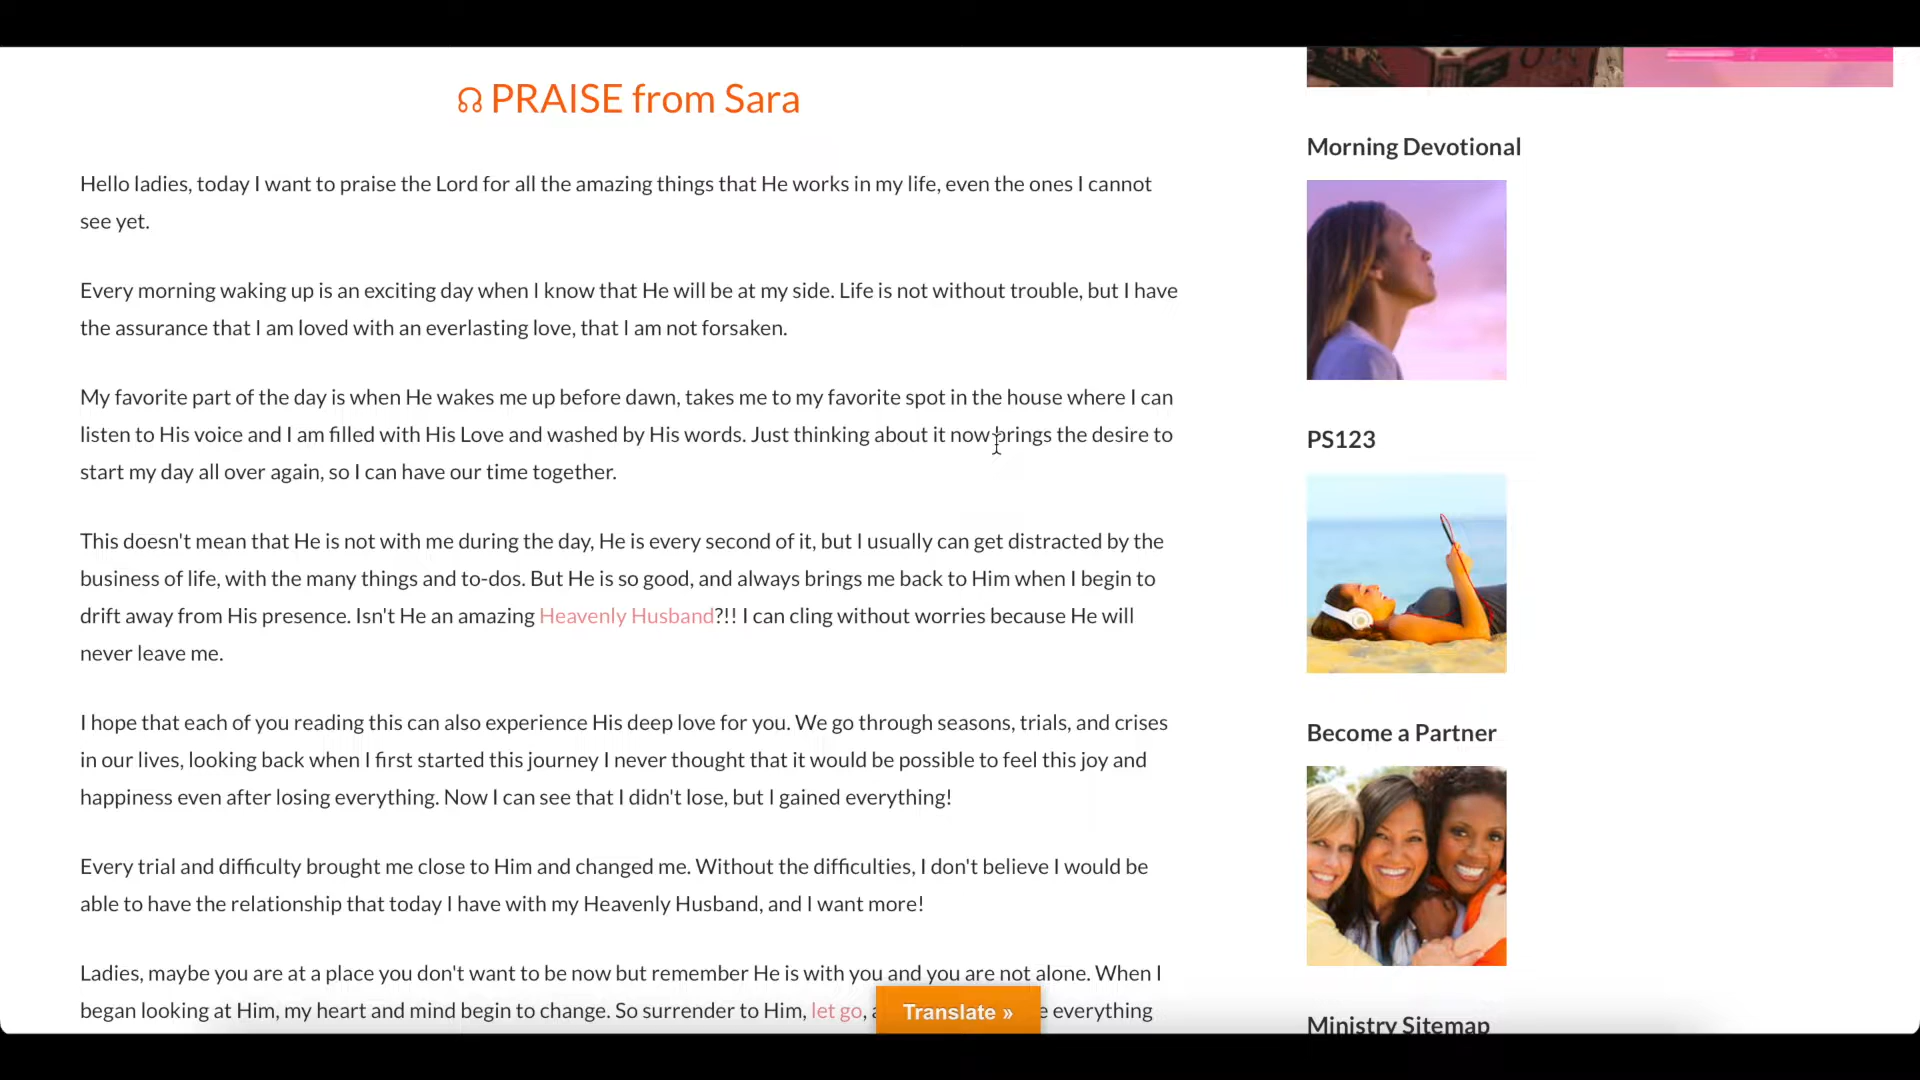 ☊ PRAISE from Sara
Hello ladies, today I want to praise the Lord for all the amazing things that He works in my life, even the ones I cannot
see yet.
Every morning waking up is an exciting day when I know that He will be at my side. Life is not without trouble, but I have
the assurance that I am loved with an everlasting love, that I am not forsaken.
My favorite part of the day is when He wakes me up before dawn, takes me to my favorite spot in the house where I can
listen to His voice and I am filled with His Love and washed by His words. Just thinking about it now brings the desire to
start my day all over again, so I can have our time together.
This doesn't mean that He is not with me during the day, He is every second of it, but I usually can get distracted by the
business of life, with the many things and to-dos. But He is so good, and always brings me back to Him when I begin to
drift away from His presence. Isn't He an amazing Heavenly Husband?!! I can cling without worries because He will
never leave me.
I hope that each of you reading this can also experience His deep love for you. We go through seasons, trials, and crises
in our lives, looking back when I first started this journey I never thought that it would be possible to feel this joy and
happiness even after losing everything. Now I can see that I didn't lose, but I gained everything!
Every trial and difficulty brought me close to Him and changed me. Without the difficulties, I don't believe I would be
able to have the relationship that today I have with my Heavenly Husband, and I want more!
Ladies, maybe you are at a place you don't want to be now but remember He is with you and you are not alone. When I
began looking at Him, my heart and mind begin to change. So surrender to Him, let go, everything
Translate »
Morning Devotional
PS123
Become a Partner
Ministry Sitemap